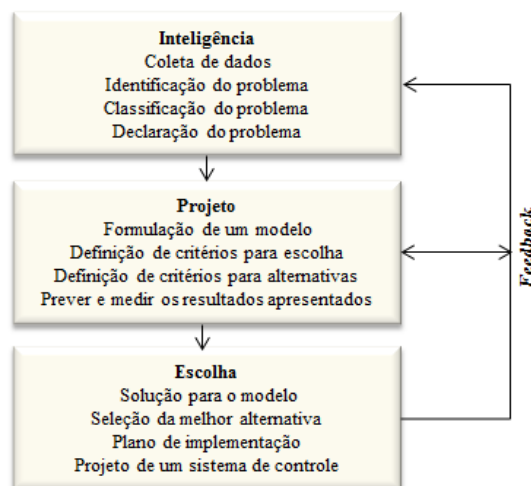 Inteligência
Coleta de dados
Identificação do problema
Classificação do problema
Declaração do problema
Projeto
Formulação de um modelo
Definição de critérios para escolha
Definição de critérios para alternativas
Prever e medir os resultados apresentados
Escolha
Solução para o modelo
Seleção da melhor alternativa
Plano de implementação
Projeto de um sistema de controle
Feedback